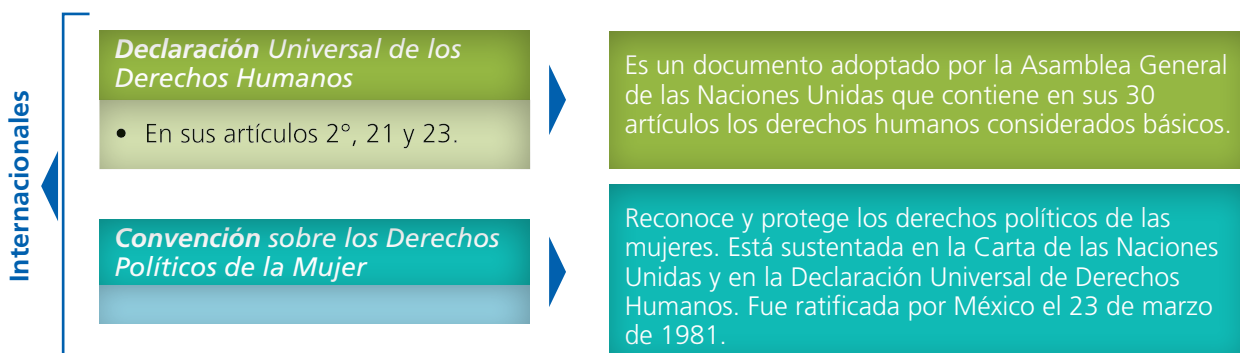 Internacionales
Declaración Universal de los
Derechos Humanos
• En sus artículos 2°, 21 y 23.
Es un documento adoptado por la Asamblea General
de las Naciones Unidas que contiene en sus 30
artículos los derechos humanos considerados básicos.
Convención sobre los Derechos
Políticos de la Mujer
Reconoce y protege los derechos políticos de las
mujeres. Está sustentada en la Carta de las Naciones
Unidas y en la Declaración Universal de Derechos
Humanos. Fue ratificada por México el 23 de marzo
de 1981.